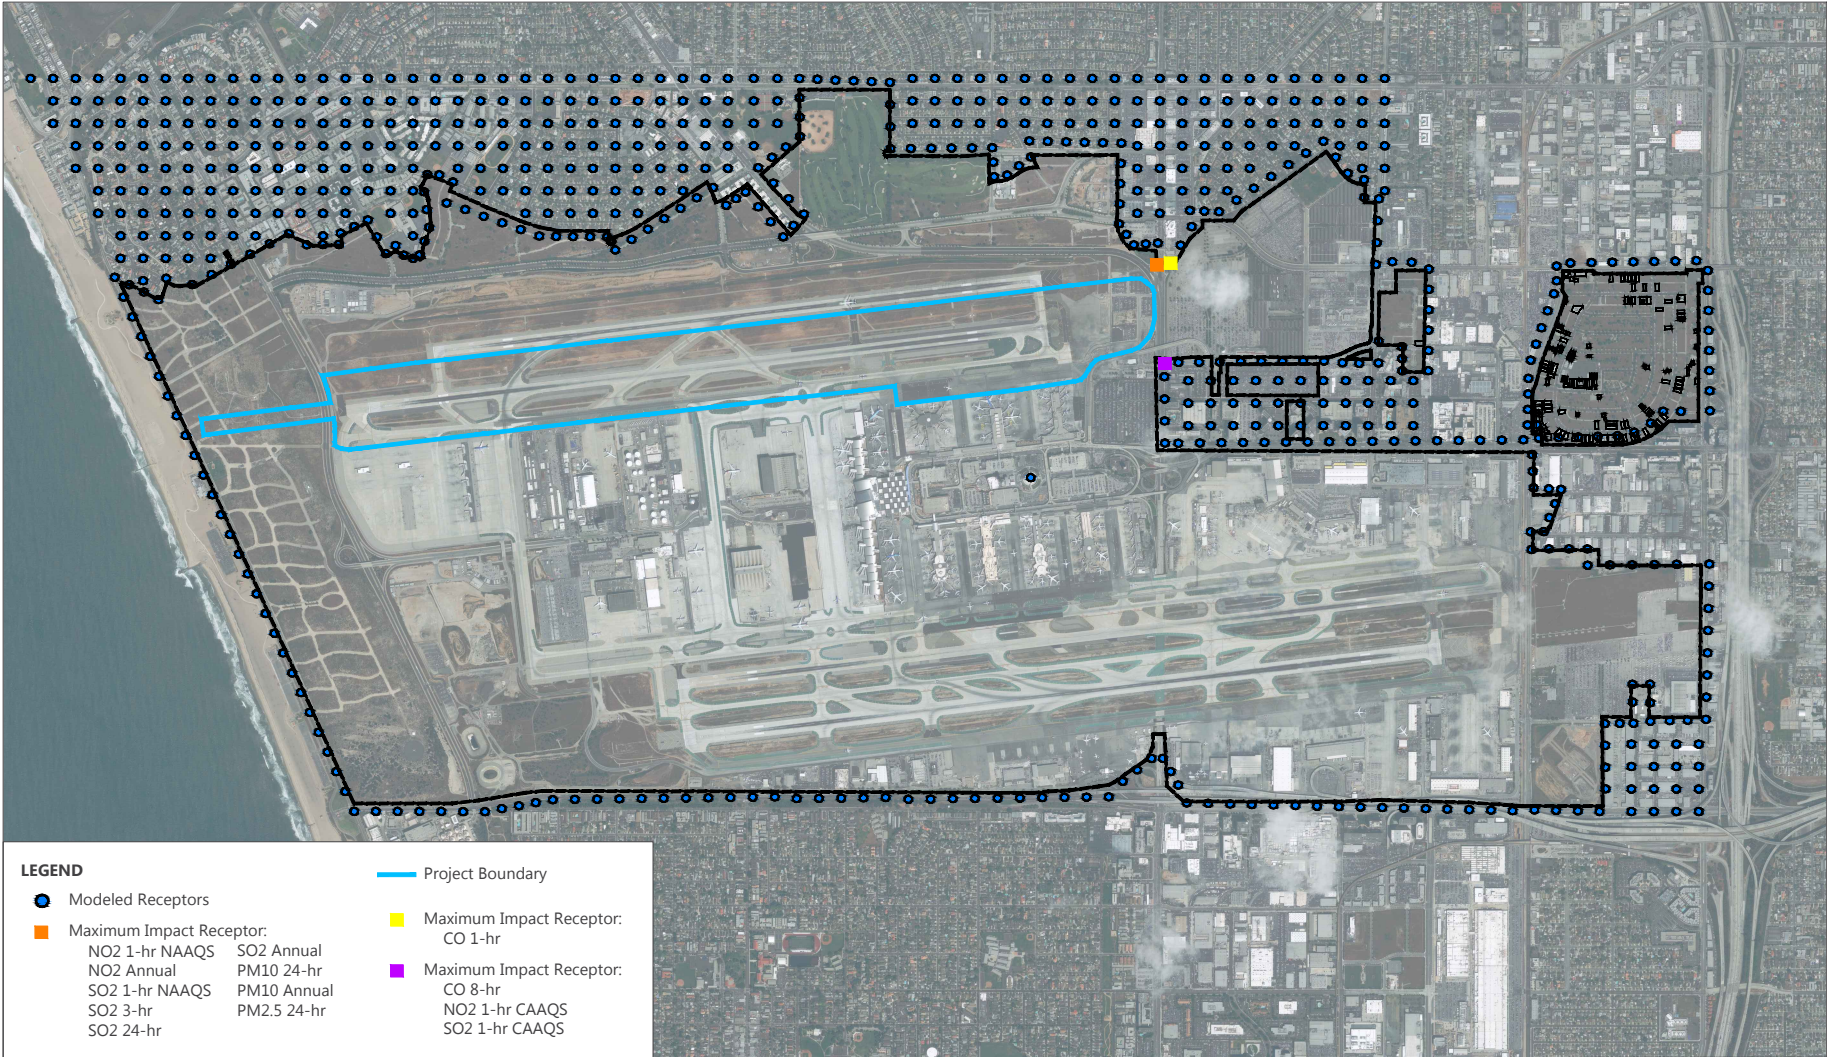 LEGEND
Modeled Receptors
Maximum Impact Receptor:
NO2 1-hr NAAQS SO2 Annual
NO2 Annual PM10 24-hr
SO2 1-hr NAAQS PM10 Annual
SO2 3-hr PM2.5 24-hr
SO2 24-hr
Project Boundary
Maximum Impact Receptor:
CO 1-hr
Maximum Impact Receptor:
CO 8-hr
NO2 1-hr CAAQS
SO2 1-hr CAAQS